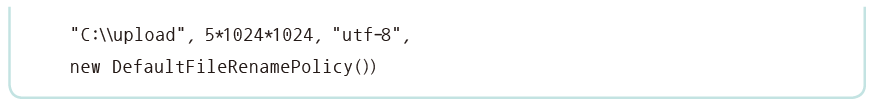 "C:\\upload", 5*1024*1024, "utf-8",
new DefaultFileRenamePolicy())